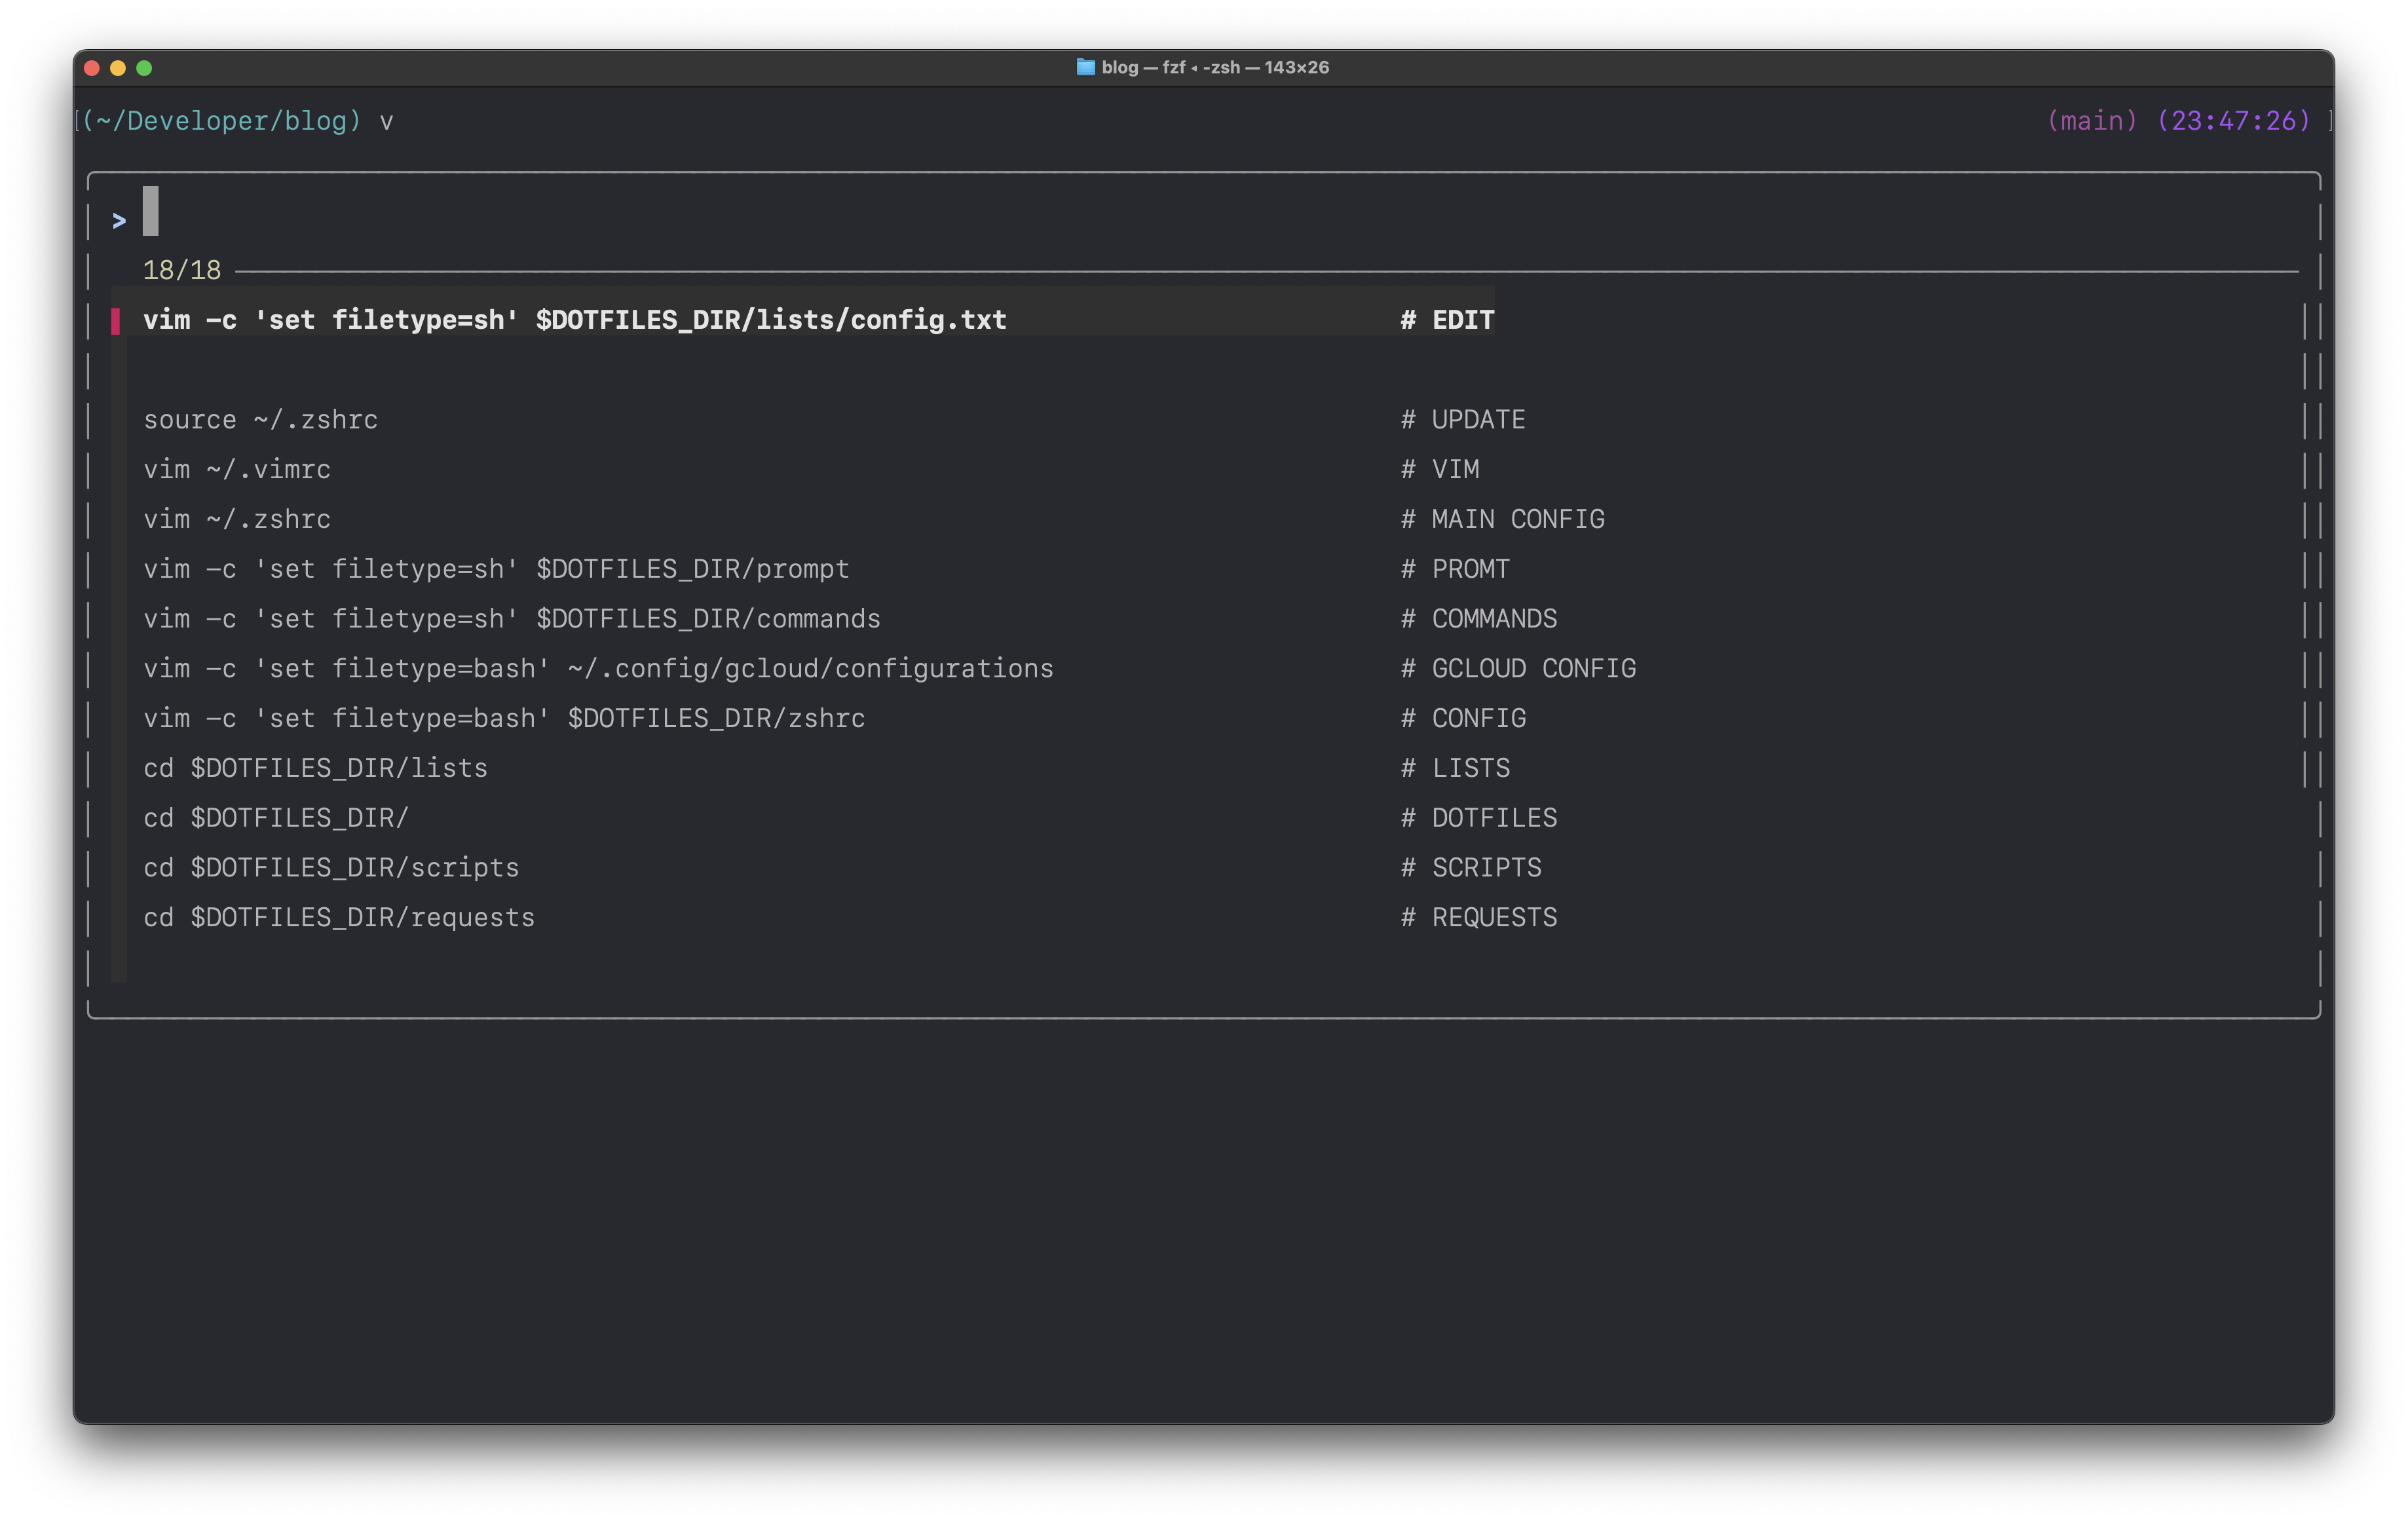 blog — fzf ◂ -zsh — 143×26
(~/Developer/blog) v (main) (23:47:26)
>
18/18
vim -c 'set filetype=sh' $DOTFILES_DIR/lists/config.txt # EDIT
source ~/.zshrc # UPDATE
vim ~/.vimrc # VIM
vim ~/.zshrc # MAIN CONFIG
vim -c 'set filetype=sh' $DOTFILES_DIR/prompt # PROMT
vim -c 'set filetype=sh' $DOTFILES_DIR/commands # COMMANDS
vim -c 'set filetype=bash' ~/.config/gcloud/configurations # GCLOUD CONFIG
vim -c 'set filetype=bash' $DOTFILES_DIR/zshrc # CONFIG
cd $DOTFILES_DIR/lists # LISTS
cd $DOTFILES_DIR/ # DOTFILES
cd $DOTFILES_DIR/scripts # SCRIPTS
cd $DOTFILES_DIR/requests # REQUESTS